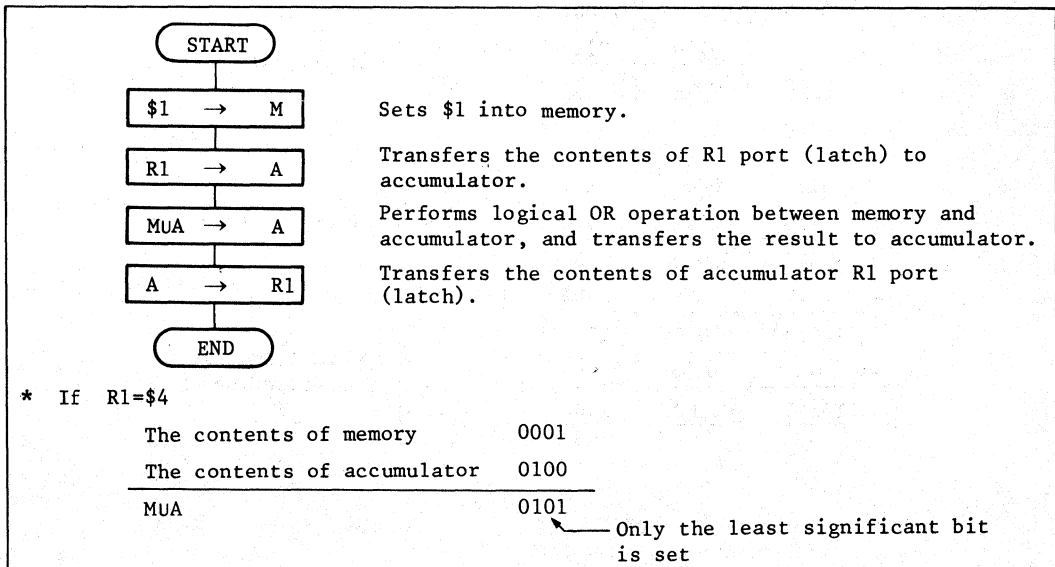 START
$1 → M Sets $1 into memory.
R1 → A Transfers the contents of R1 port (latch) to
accumulator.
MUA → A Performs logical OR operation between memory and
accumulator, and transfers the result to accumulator.
A → R1 Transfers the contents of accumulator R1 port
(latch).
END
* If R1=$4
The contents of memory 0001
The contents of accumulator 0100
MUA 0101
Only the least significant bit
is set